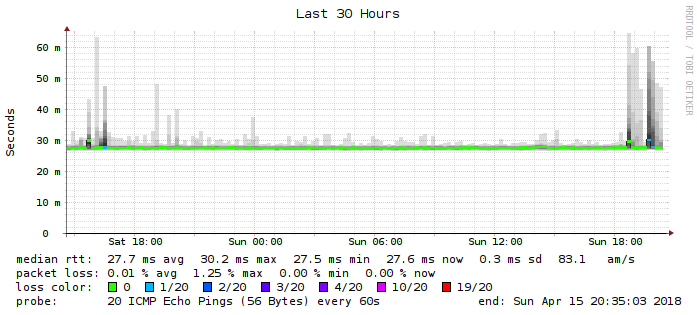 Last 30 Hours
RRDTOOL / TOBI OETIKER
Seconds
60 m
50 m
40 m
30 m
20 m
10 m
0
Sat 18:00 Sun 00:00 Sun 06:00 Sun 12:00 Sun 18:00
median rtt: 27.7 ms avg 30.2 ms max 27.5 ms min 27.6 ms now 0.3 ms sd 83.1 am/s
packet loss: 0.01 % avg 1.25 % max 0.00 % min 0.00 % now
loss color: 0 1/20 2/20 3/20 4/20 10/20 19/20
probe: 20 ICMP Echo Pings (56 Bytes) every 60s end: Sun Apr 15 20:35:03 2018